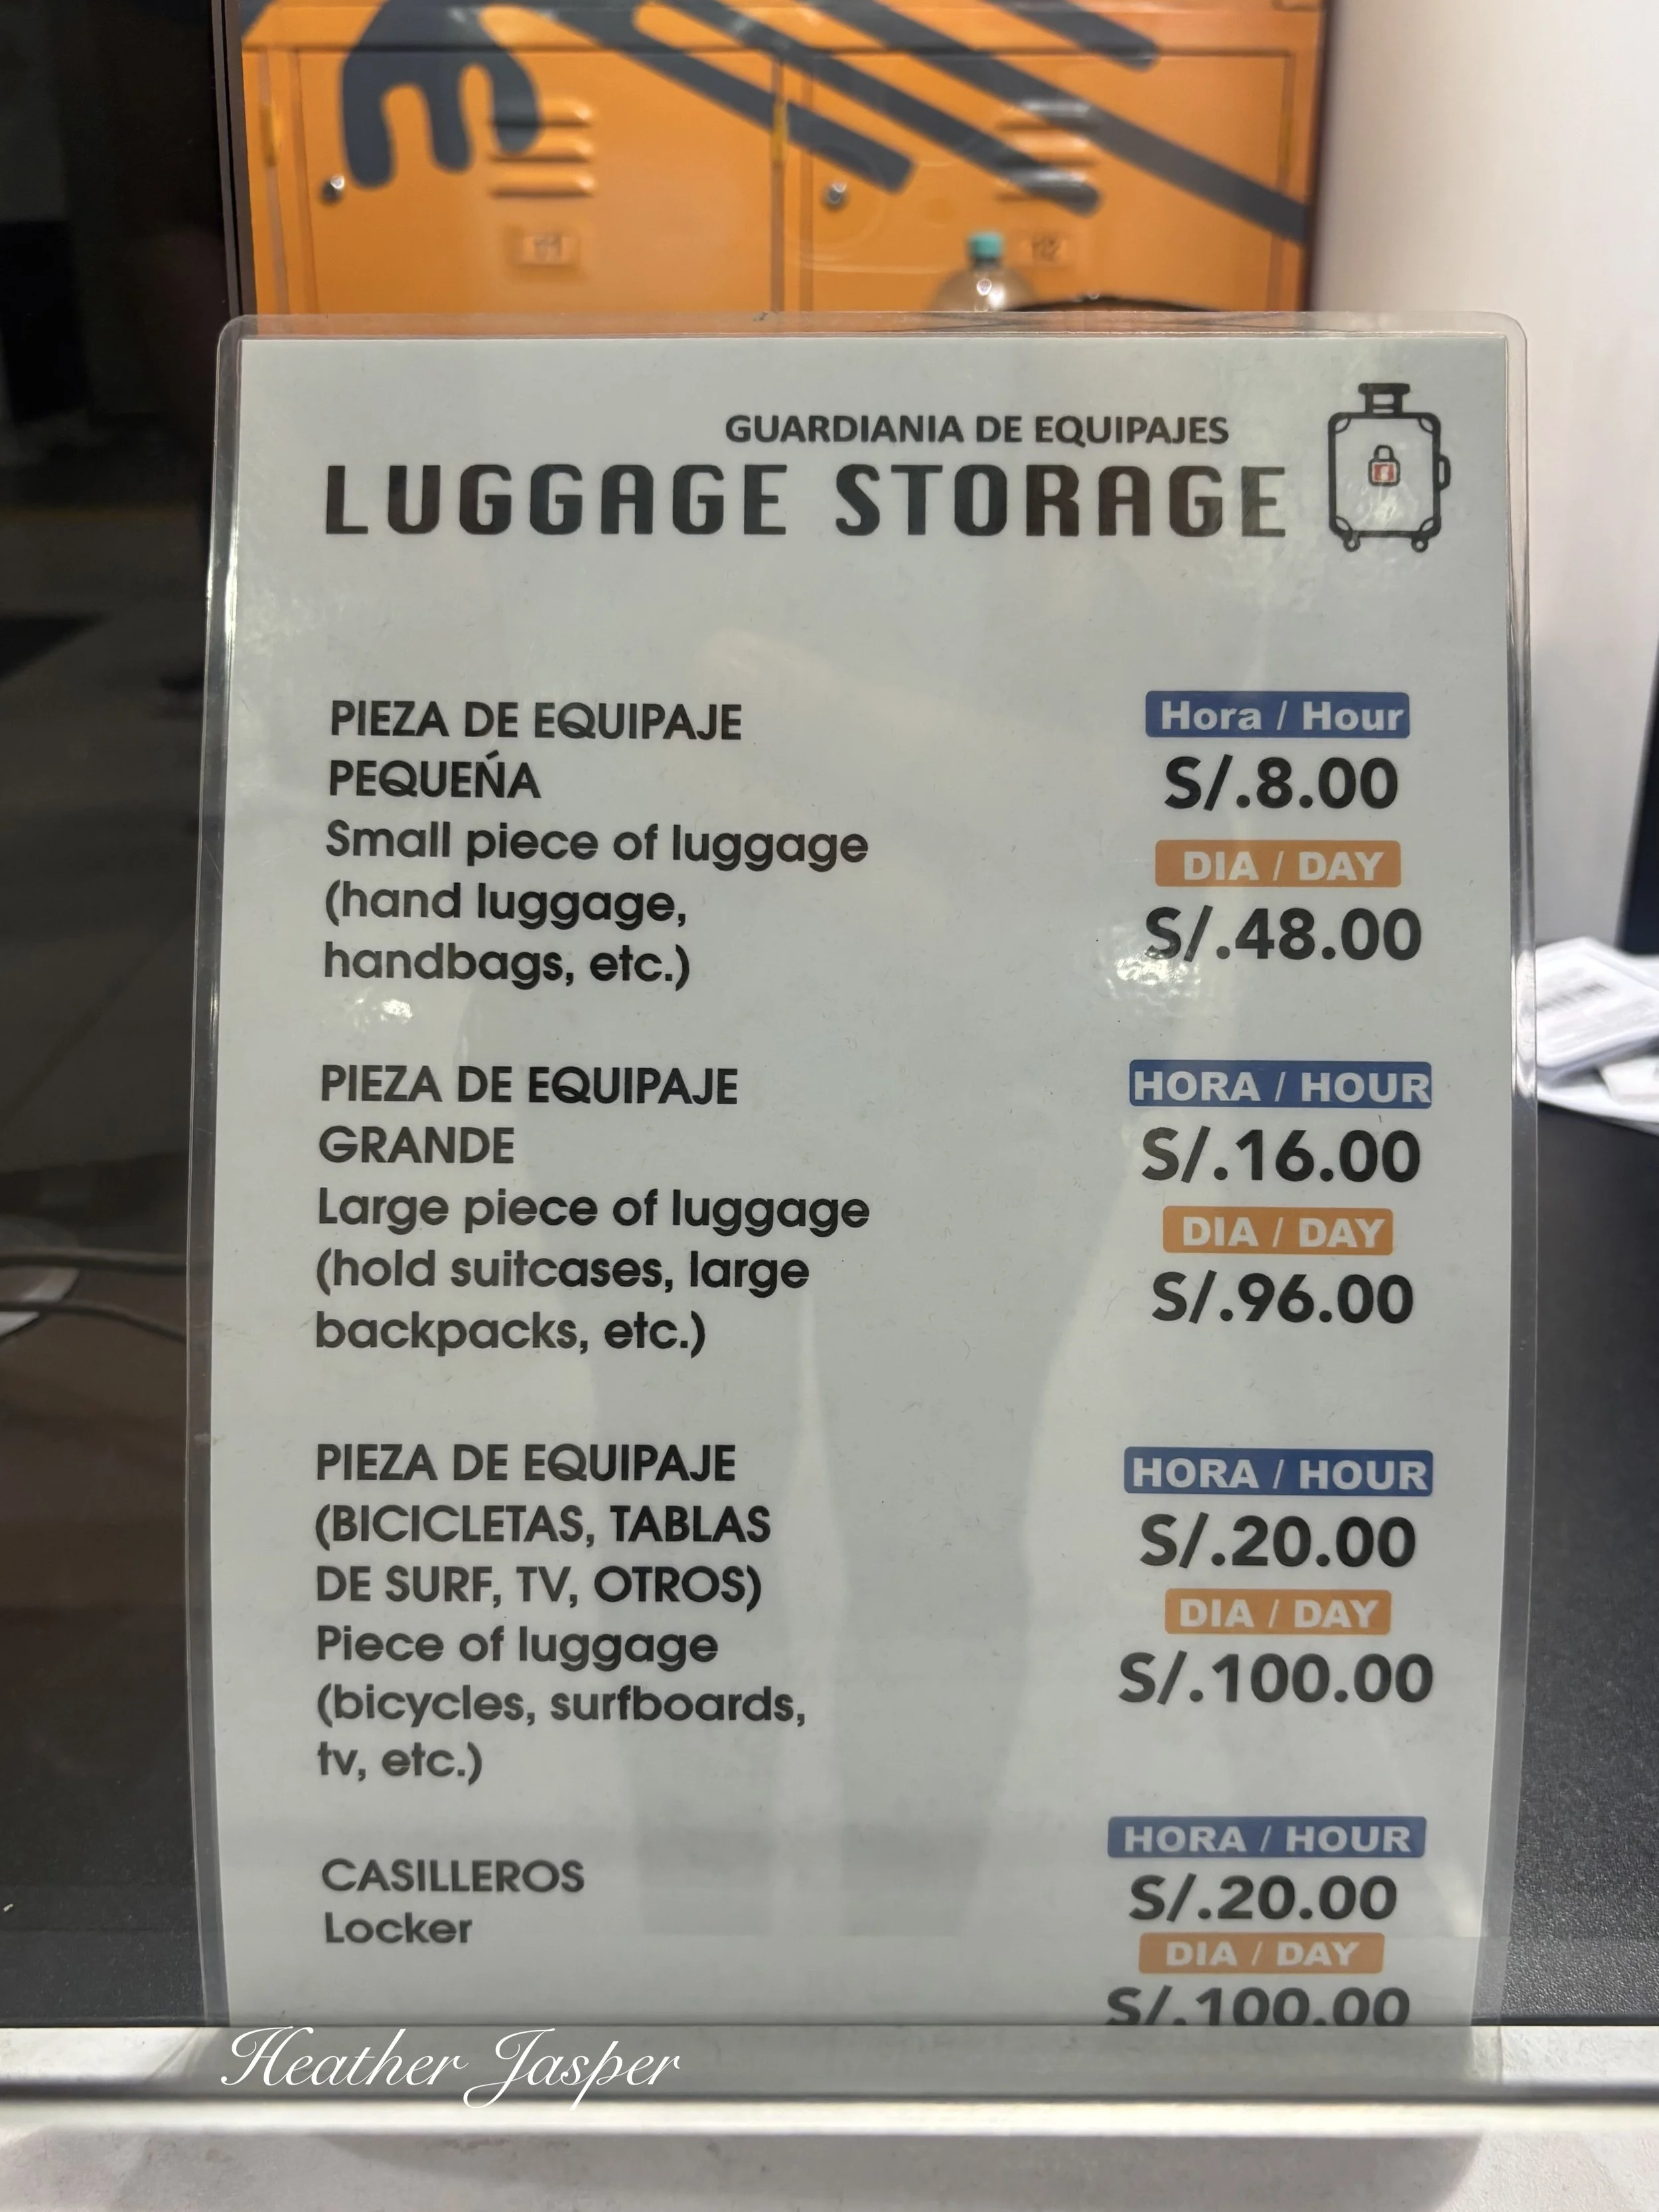 GUARDIANIA DE EQUIPAJES
LUGGAGE STORAGE
PIEZA DE EQUIPAJE
PEQUEŃA
Small piece of luggage
(hand luggage,
handbags, etc.)
Hora / Hour
S/.8.00
DIA / DAY
S/.48.00
PIEZA DE EQUIPAJE
GRANDE
Large piece of luggage
(hold suitcases, large
backpacks, etc.)
HORA / HOUR
S/.16.00
DIA / DAY
S/.96.00
PIEZA DE EQUIPAJE
(BICICLETAS, TABLAS
DE SURF, TV, OTROS)
Piece of luggage
(bicycles, surfboards,
tv, etc.)
HORA / HOUR
S/.20.00
DIA / DAY
S/.100.00
CASILLEROS
Locker
HORA / HOUR
S/.20.00
DIA / DAY
S/.100.00
Heather Jasper